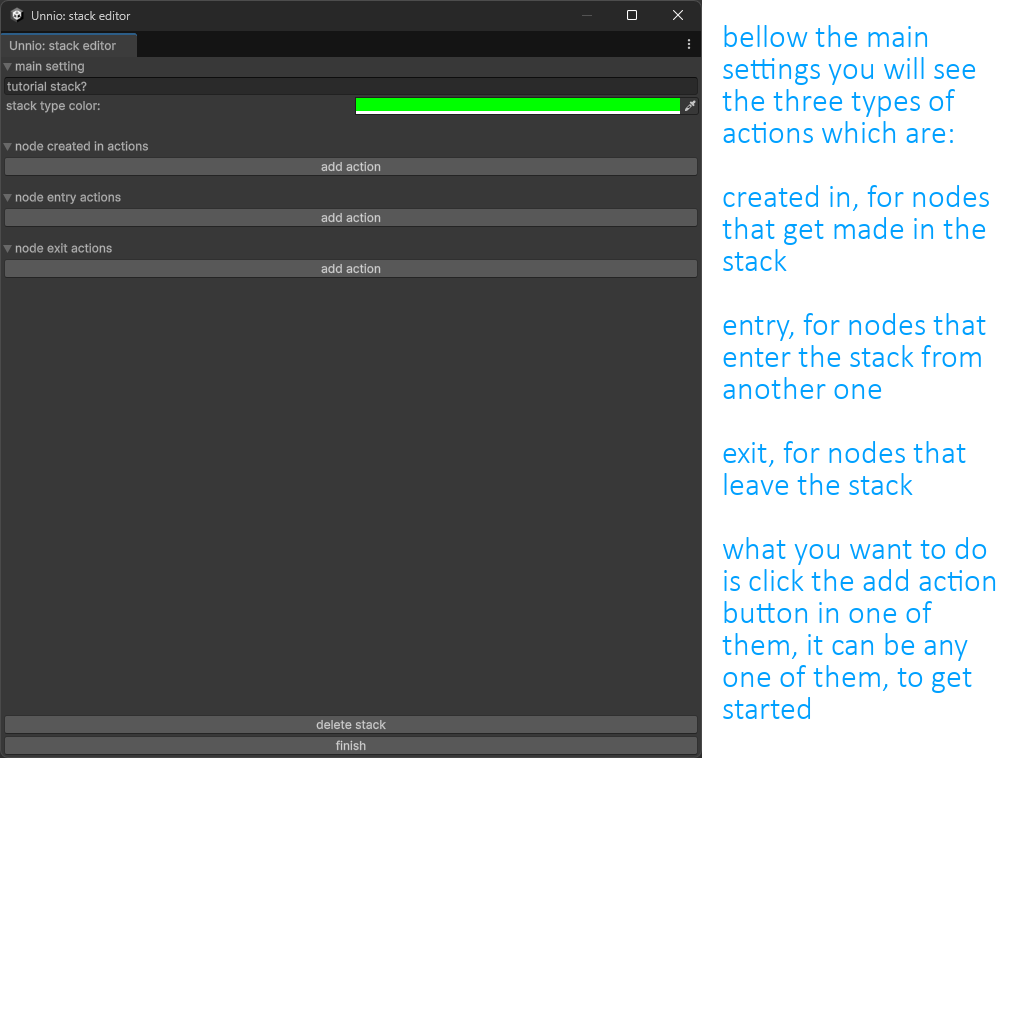 Unnio: stack editor
Unnio: stack editor
main setting
tutorial stack?
stack type color:
node created in actions
add action
node entry actions
add action
node exit actions
add action
delete stack
finish
bellow the main
settings you will see
the three types of
actions which are:
created in, for nodes
that get made in the
stack
entry, for nodes that
enter the stack from
another one
exit, for nodes that
leave the stack
what you want to do
is click the add action
button in one of
them, it can be any
one of them, to get
started